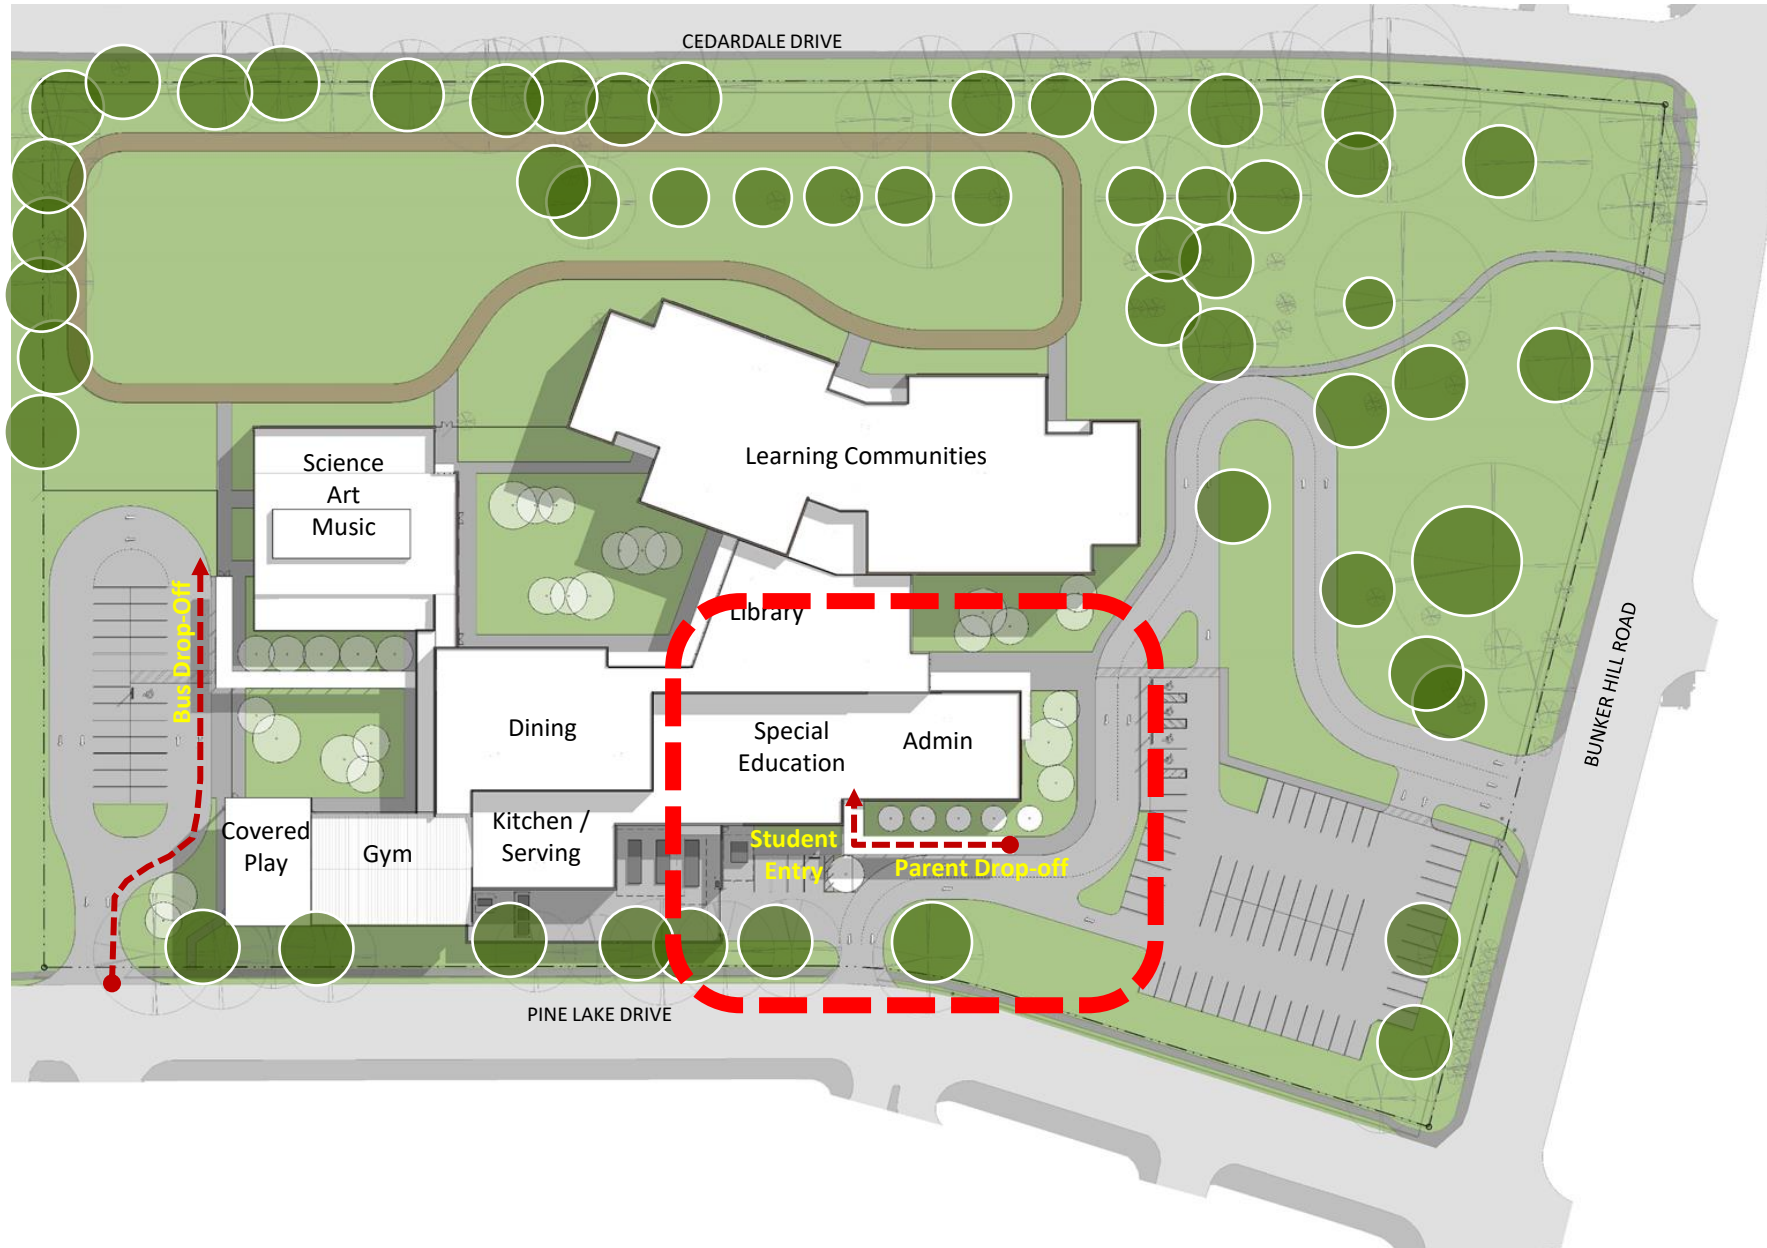 CEDARDALE DRIVE
Science
Art
Music
Learning Communities
Library
Bus Drop-Off
Dining
Special
Education
Admin
Covered
Play
Gym
Kitchen /
Serving
Student
Entry
Parent Drop-off
PINE LAKE DRIVE
BUNKER HILL ROAD